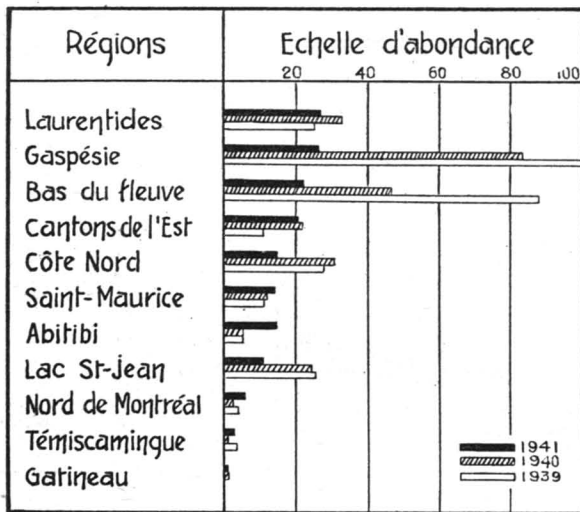 Régions
Echelle d'abondance
20 40 60 80 100
Laurentides
Gaspésie
Bas du fleuve
Cantons de l'Est
Côte Nord
Saint-Maurice
Abitibi
Lac St-Jean
Nord de Montréal
Témiscamingue
Gatineau
1941
1940
1939